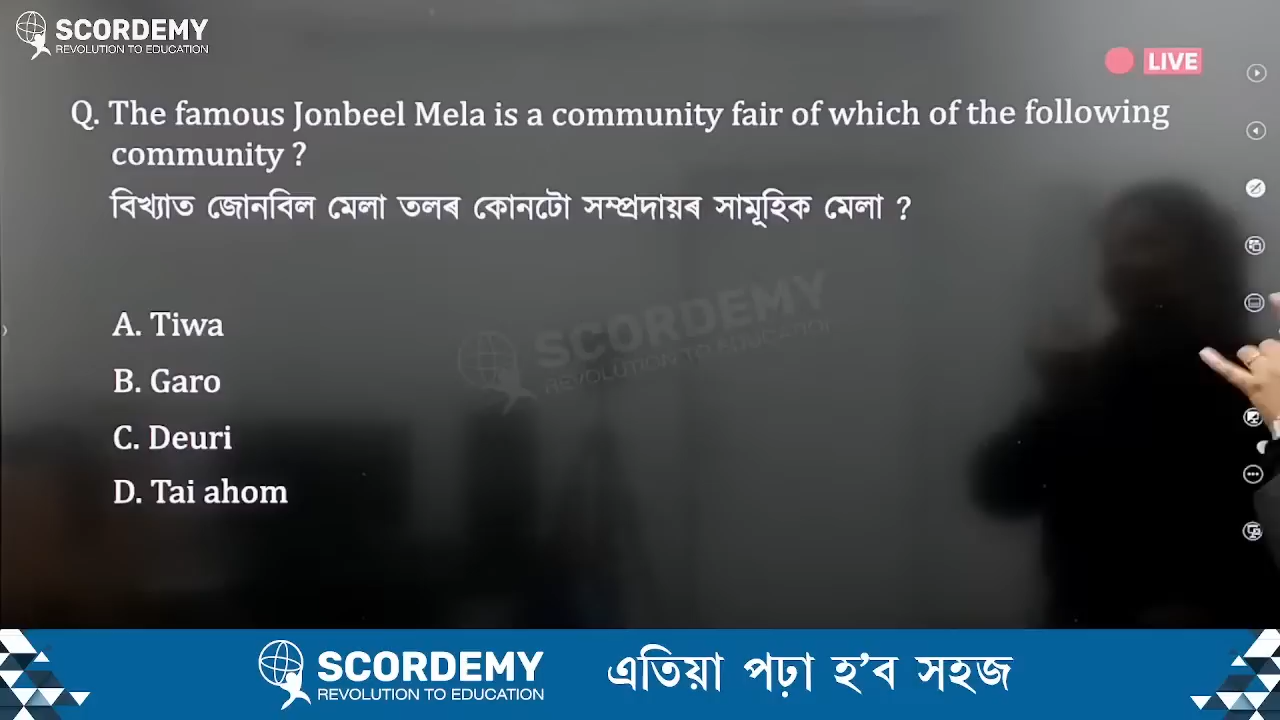 SCORDEMY
REVOLUTION TO EDUCATION
LIVE
Q. The famous Jonbeel Mela is a community fair of which of the following
community ?
বিখ্যাত জোনবিল মেলা তলৰ কোনটো সম্প্ৰদায়ৰ সামূহিক মেলা ?
SCORDEMY
REVOLUTION TO EDUCATION
A. Tiwa
B. Garo
C. Deuri
D. Tai ahom
SCORDEMY
REVOLUTION TO EDUCATION
এতিয়া পঢ়া হ’ব সহজ